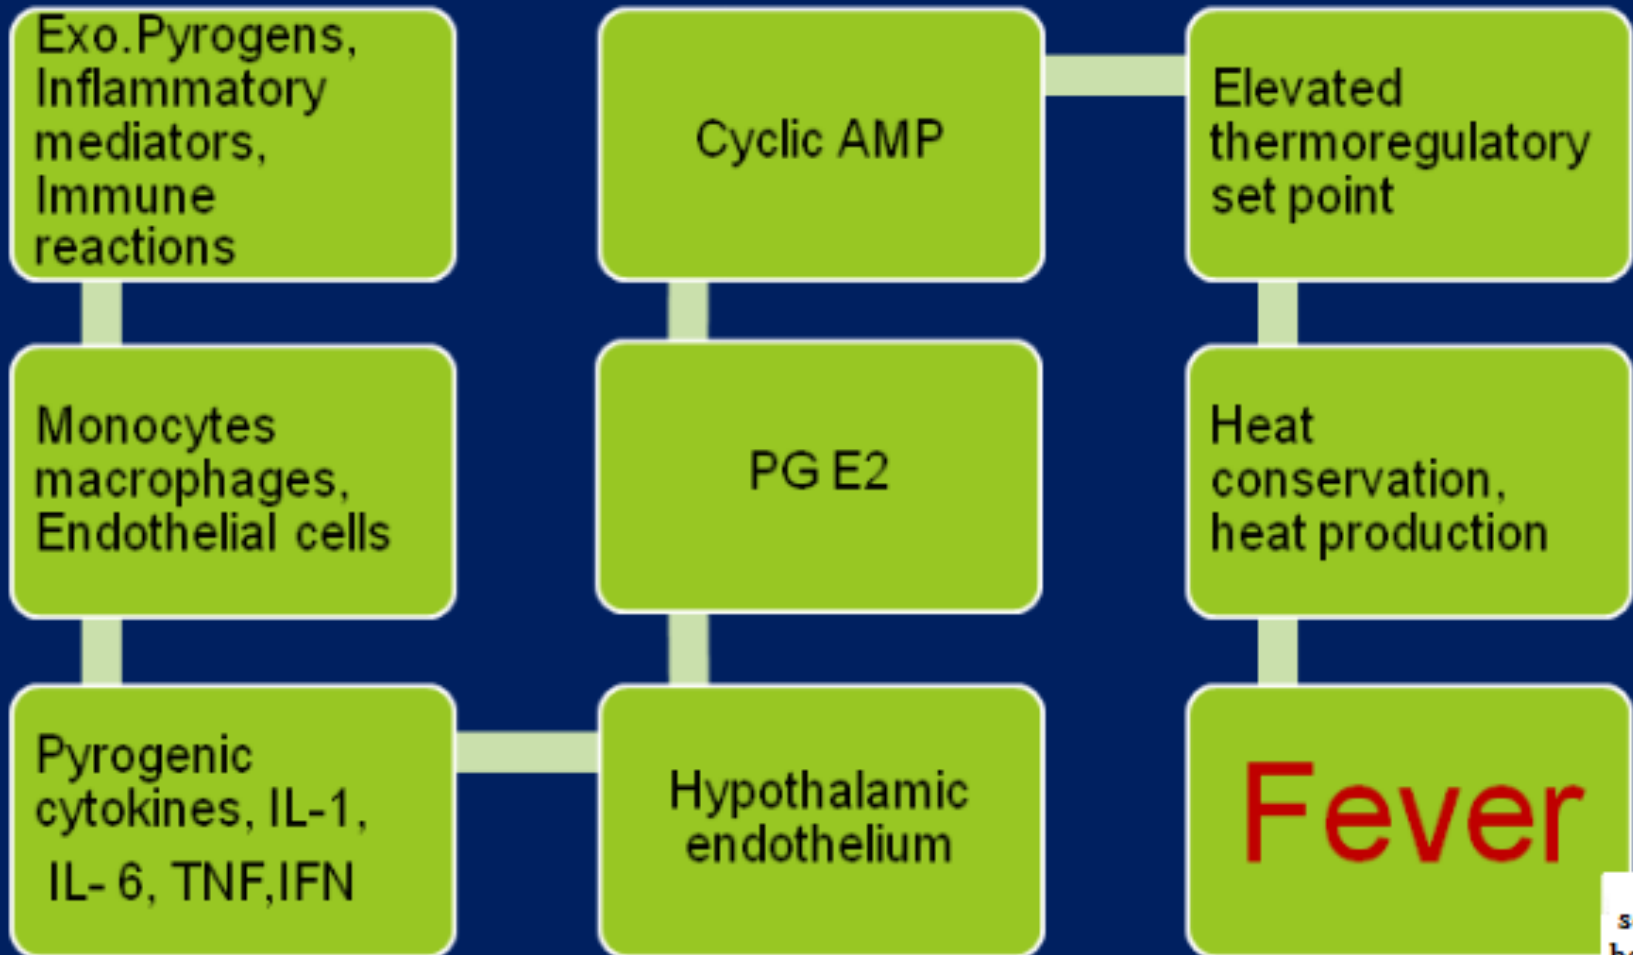 Exo.Pyrogens,
Inflammatory
mediators,
Immune
reactions
Monocytes
macrophages,
Endothelial cells
Pyrogenic
cytokines, IL-1,
IL- 6, TNF,IFN
Hypothalamic
endothelium
PG E2
Cyclic AMP
Elevated
thermoregulatory
set point
Heat
conservation,
heat production
Fever